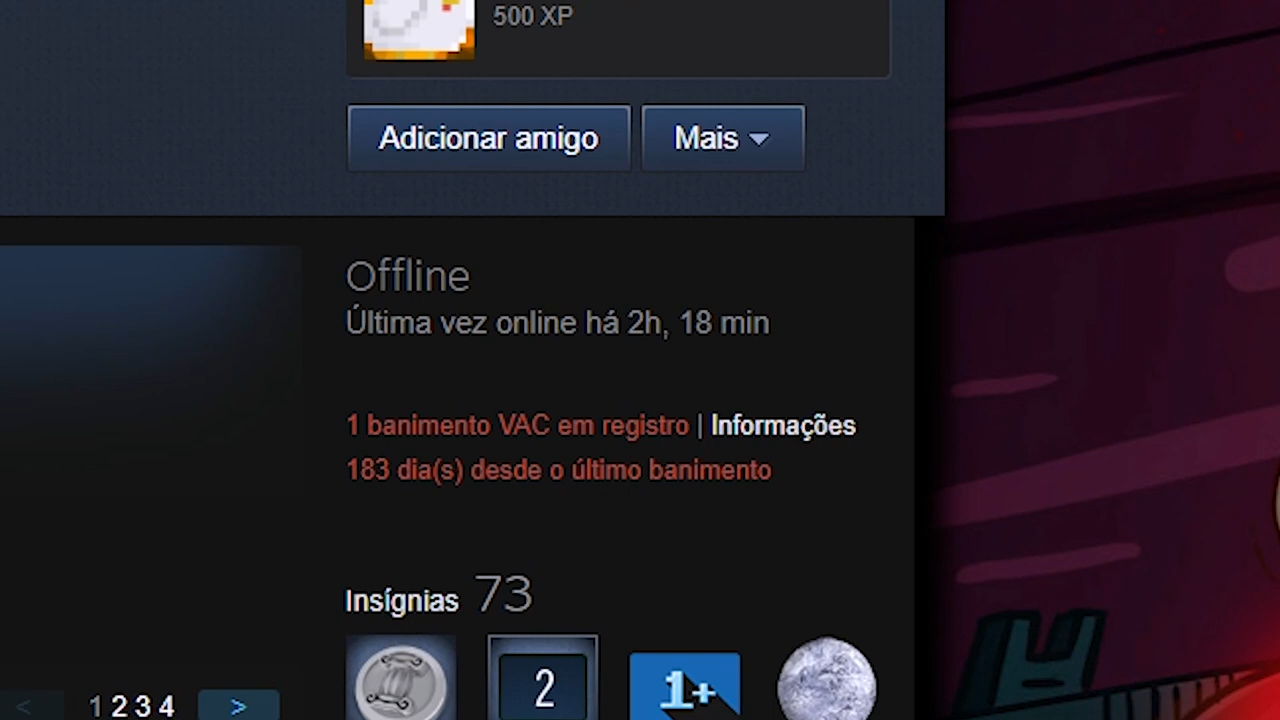 500 XP
Adicionar amigo
Mais
Offline
Última vez online há 2h, 18 min
1 banimento VAC em registro | Informações
183 dia(s) desde o último banimento
Insígnias 73
2
1+
< 1 2 3 4 >